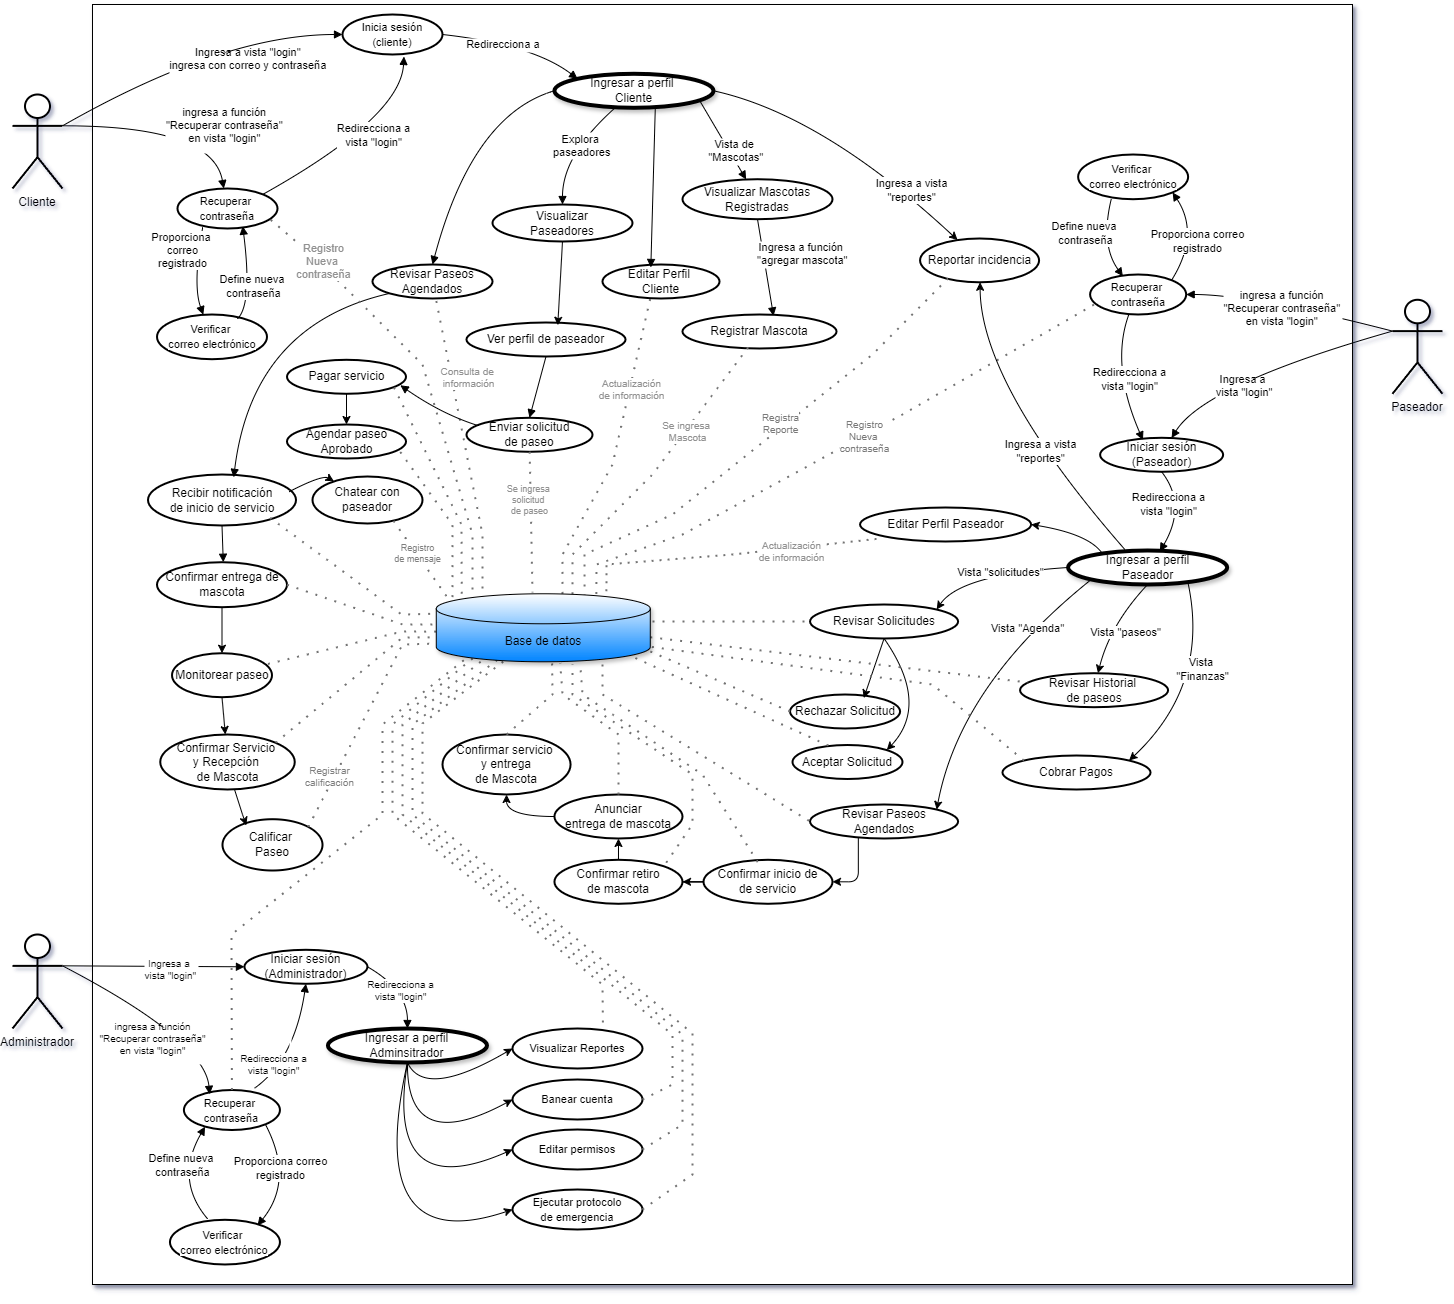 Inicia sesión
(cliente)
Ingresa a vista "login"
ingresa con correo y contraseña
Redirecciona a
Ingresar a perfil
Cliente
Cliente
ingresa a función
"Recuperar contraseña"
en vista "login"
Redirecciona a
vista "login"
Recuperar
contraseña
Proporciona
correo
registrado
Define nueva
contraseña
Verificar
correo electrónico
Registro
Nueva
contraseña
Explora
paseadores
Vista de
"Mascotas"
Ingresa a vista
"reportes"
Visualizar
Paseadores
Visualizar Mascotas
Registradas
Revisar Paseos
Agendados
Editar Perfil
Cliente
Ingresa a función
"agregar mascota"
Reportar incidencia
Ver perfil de paseador
Registrar Mascota
Pagar servicio
Consulta de
información
Actualización
de información
Se ingresa
Mascota
Registra
Reporte
Registro
Nueva
contraseña
Agendar paseo
Aprobado
Enviar solicitud
de paseo
Verificar
correo electrónico
Define nueva
contraseña
Proporciona correo
registrado
Recuperar
contraseña
ingresa a función
"Recuperar contraseña"
en vista "login"
Paseador
Redirecciona a
vista "login"
Ingresa a
vista "login"
Iniciar sesión
(Paseador)
Ingresa a vista
"reportes"
Redirecciona a
vista "login"
Recibir notificación
de inicio de servicio
Chatear con
paseador
Se ingresa
solicitud
de paseo
Registro
de mensaje
Editar Perfil Paseador
Actualización
de información
Ingresar a perfil
Paseador
Vista "solicitudes"
Confirmar entrega de
mascota
Base de datos
Revisar Solicitudes
Vista "Agenda"
Vista "paseos"
Vista
"Finanzas"
Monitorear paseo
Revisar Historial
de paseos
Rechazar Solicitud
Confirmar Servicio
y Recepción
de Mascota
Registrar
calificación
Confirmar servicio
y entrega
de Mascota
Aceptar Solicitud
Cobrar Pagos
Calificar
Paseo
Anunciar
entrega de mascota
Revisar Paseos
Agendados
Confirmar retiro
de mascota
Confirmar inicio de
de servicio
Administrador
Ingresa a
vista "login"
Iniciar sesión
(Administrador)
Redirecciona a
vista "login"
ingresa a función
"Recuperar contraseña"
en vista "login"
Redirecciona a
vista "login"
Ingresar a perfil
Adminsitrador
Visualizar Reportes
Recuperar
contraseña
Banear cuenta
Define nueva
contraseña
Proporciona correo
registrado
Editar permisos
Verificar
correo electrónico
Ejecutar protocolo
de emergencia